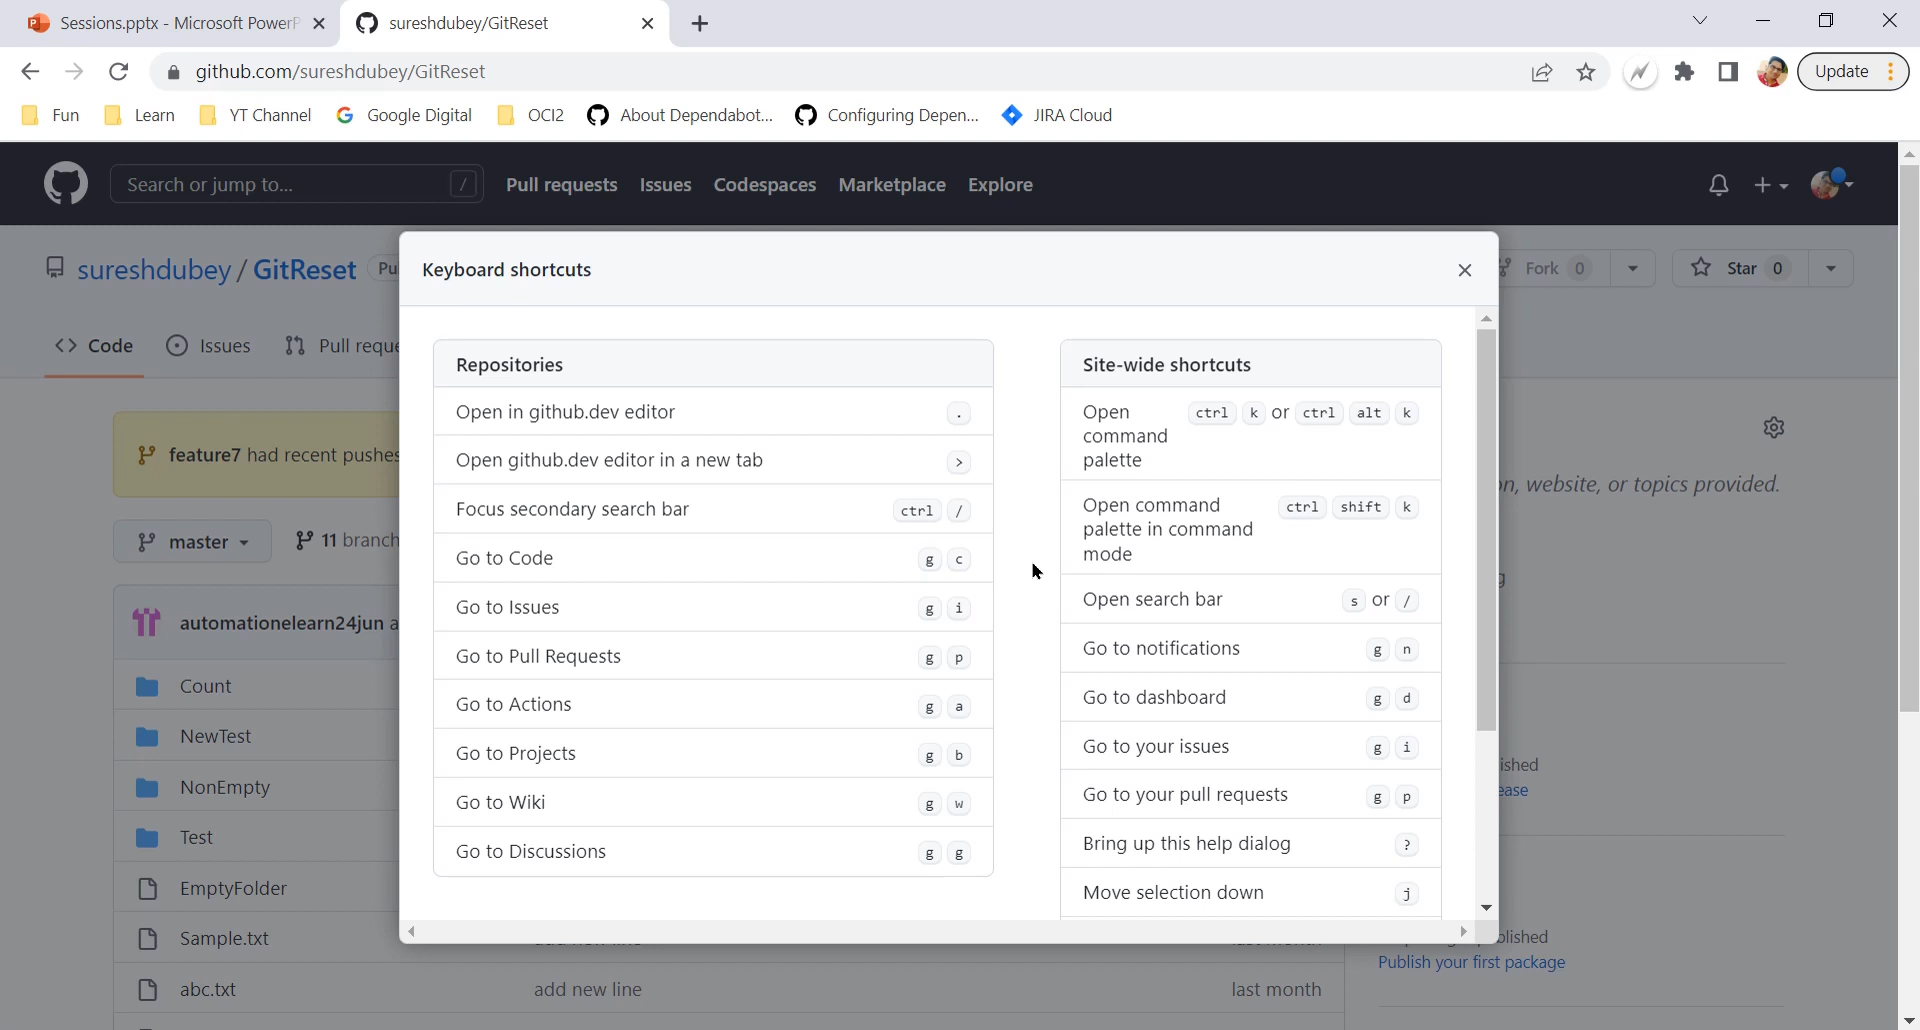 Sessions.pptx - Microsoft PowerP
sureshdubey/GitReset
github.com/sureshdubey/GitReset
Update
Fun
Learn
YT Channel
Google Digital
OCI2
About Dependabot...
Configuring Depen...
JIRA Cloud
Search or jump to...
/
Pull requests
Issues
Codespaces
Marketplace
Explore
sureshdubey / GitReset
Pu
Fork 0
Star 0
Code
Issues
Pull reque
feature7 had recent pushes
n, website, or topics provided.
master
11 branch
automationelearn24jun a
Count
NewTest
NonEmpty
Test
EmptyFolder
Sample.txt
last month
abc.txt
add new line
last month
g
ished
ease
blished
Publish your first package
Keyboard shortcuts
Repositories
Open in github.dev editor .
Open github.dev editor in a new tab >
Focus secondary search bar ctrl /
Go to Code g c
Go to Issues g i
Go to Pull Requests g p
Go to Actions g a
Go to Projects g b
Go to Wiki g w
Go to Discussions g g
Site-wide shortcuts
Open ctrl k or ctrl alt k
command
palette
Open command ctrl shift k
palette in command
mode
Open search bar s or /
Go to notifications g n
Go to dashboard g d
Go to your issues g i
Go to your pull requests g p
Bring up this help dialog ?
Move selection down j